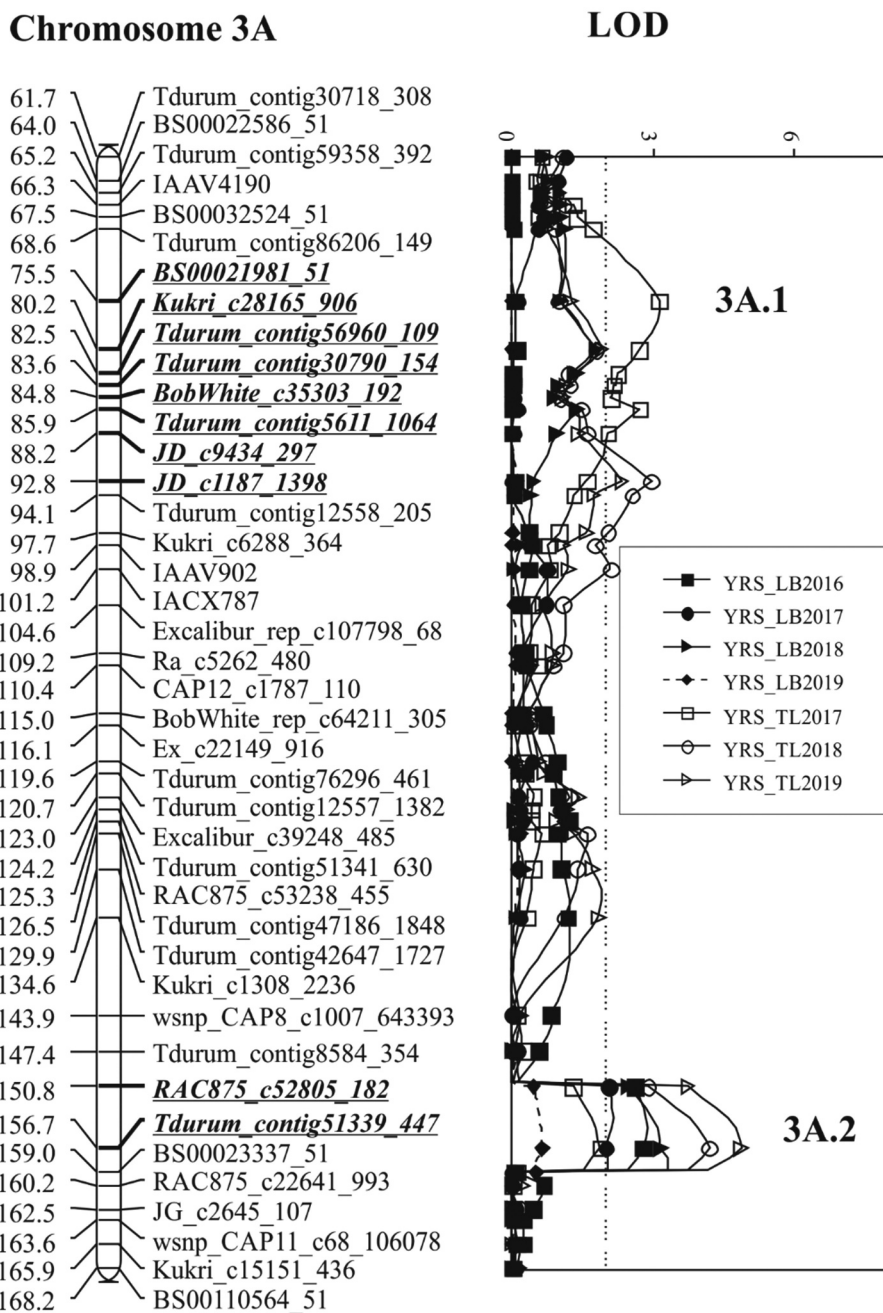 Chromosome 3A
LOD
61.7 Tdurum_contig30718_308
64.0 BS00022586_51
65.2 Tdurum_contig59358_392
66.3 IAAV4190
67.5 BS00032524_51
68.6 Tdurum_contig86206_149
75.5 BS00021981_51
80.2 Kukri_c28165_906
82.5 Tdurum_contig56960_109
83.6 Tdurum_contig30790_154
84.8 BobWhite_c35303_192
85.9 Tdurum_contig5611_1064
88.2 JD_c9434_297
92.8 JD_c1187_1398
94.1 Tdurum_contig12558_205
97.7 Kukri_c6288_364
98.9 IAAV902
101.2 IACX787
104.6 Excalibur_rep_c107798_68
109.2 Ra_c5262_480
110.4 CAP12_c1787_110
115.0 BobWhite_rep_c64211_305
116.1 Ex_c22149_916
119.6 Tdurum_contig76296_461
120.7 Tdurum_contig12557_1382
123.0 Excalibur_c39248_485
124.2 Tdurum_contig51341_630
125.3 RAC875_c53238_455
126.5 Tdurum_contig47186_1848
129.9 Tdurum_contig42647_1727
134.6 Kukri_c1308_2236
143.9 wsnp_CAP8_c1007_643393
147.4 Tdurum_contig8584_354
150.8 RAC875_c52805_182
156.7 Tdurum_contig51339_447
159.0 BS00023337_51
160.2 RAC875_c22641_993
162.5 JG_c2645_107
163.6 wsnp_CAP11_c68_106078
165.9 Kukri_c15151_436
168.2 BS00110564_51
0 3 6
3A.1
YRS_LB2016
YRS_LB2017
YRS_LB2018
YRS_LB2019
YRS_TL2017
YRS_TL2018
YRS_TL2019
3A.2